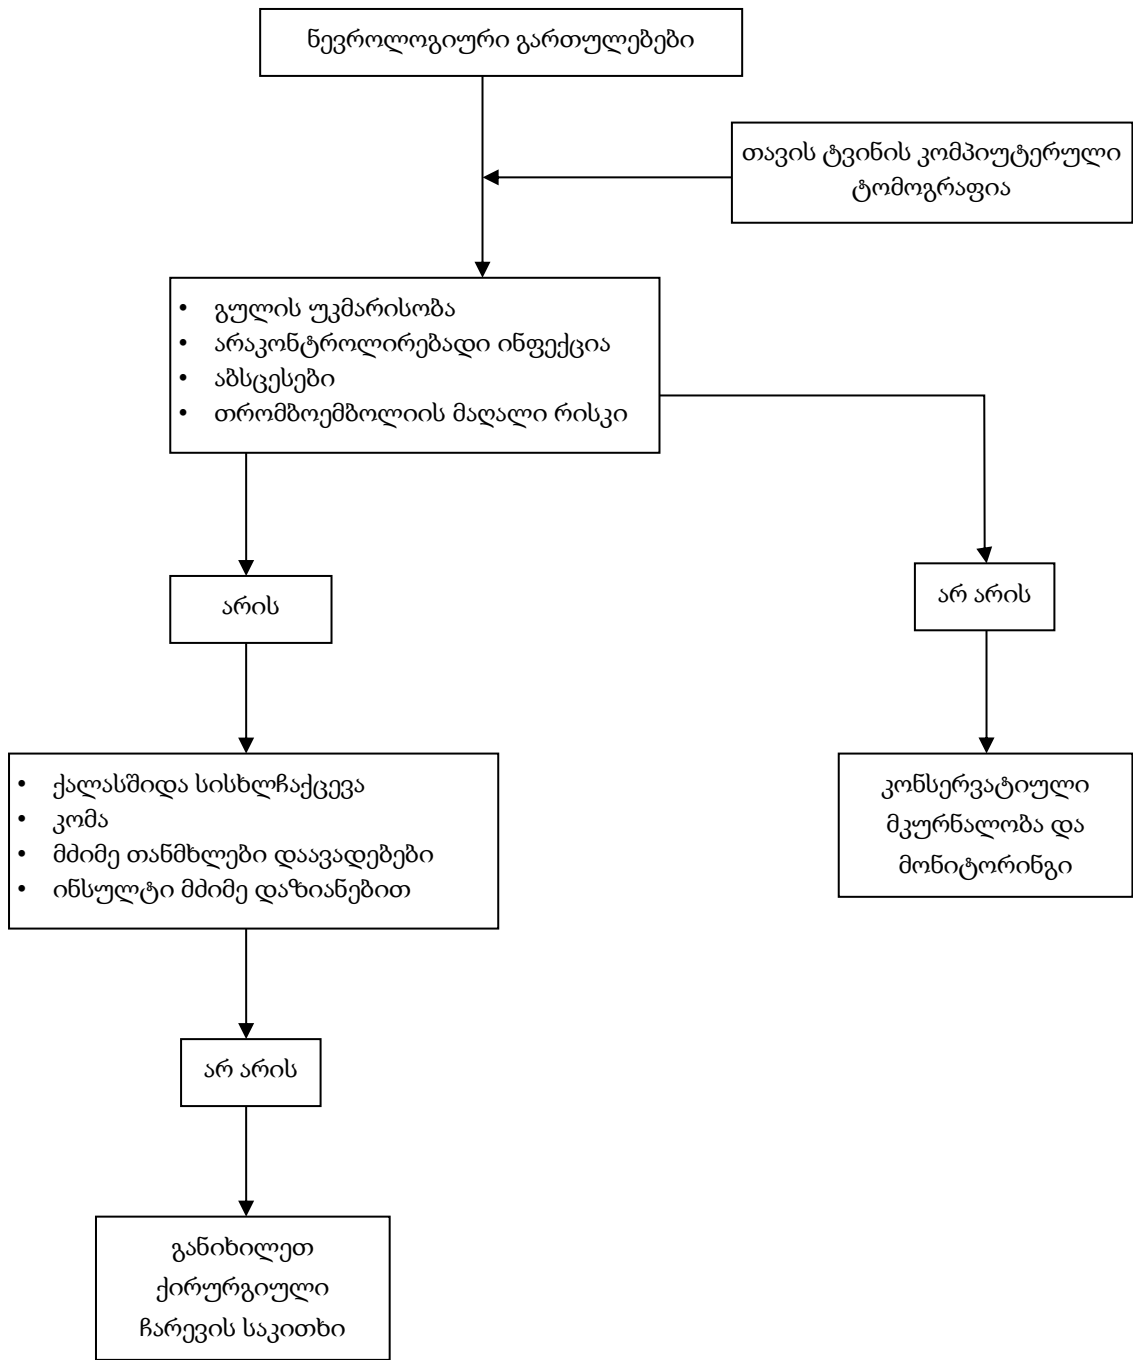 ნევროლოგიური გართულებები
თავის ტვინის კომპიუტერული
ტომოგრაფია
• გულის უკმარისობა
• არაკონტროლირებადი ინფექცია
• აბსცესები
• თრომბოემბოლიის მაღალი რისკი
არის
არ არის
• ქალასშიდა სისხლჩაქცევა
• კომა
• მძიმე თანმხლები დაავადებები
• ინსულტი მძიმე დაზიანებით
კონსერვატიული
მკურნალობა და
მონიტორინგი
არ არის
განიხილეთ
ქირურგიული
ჩარევის საკითხი